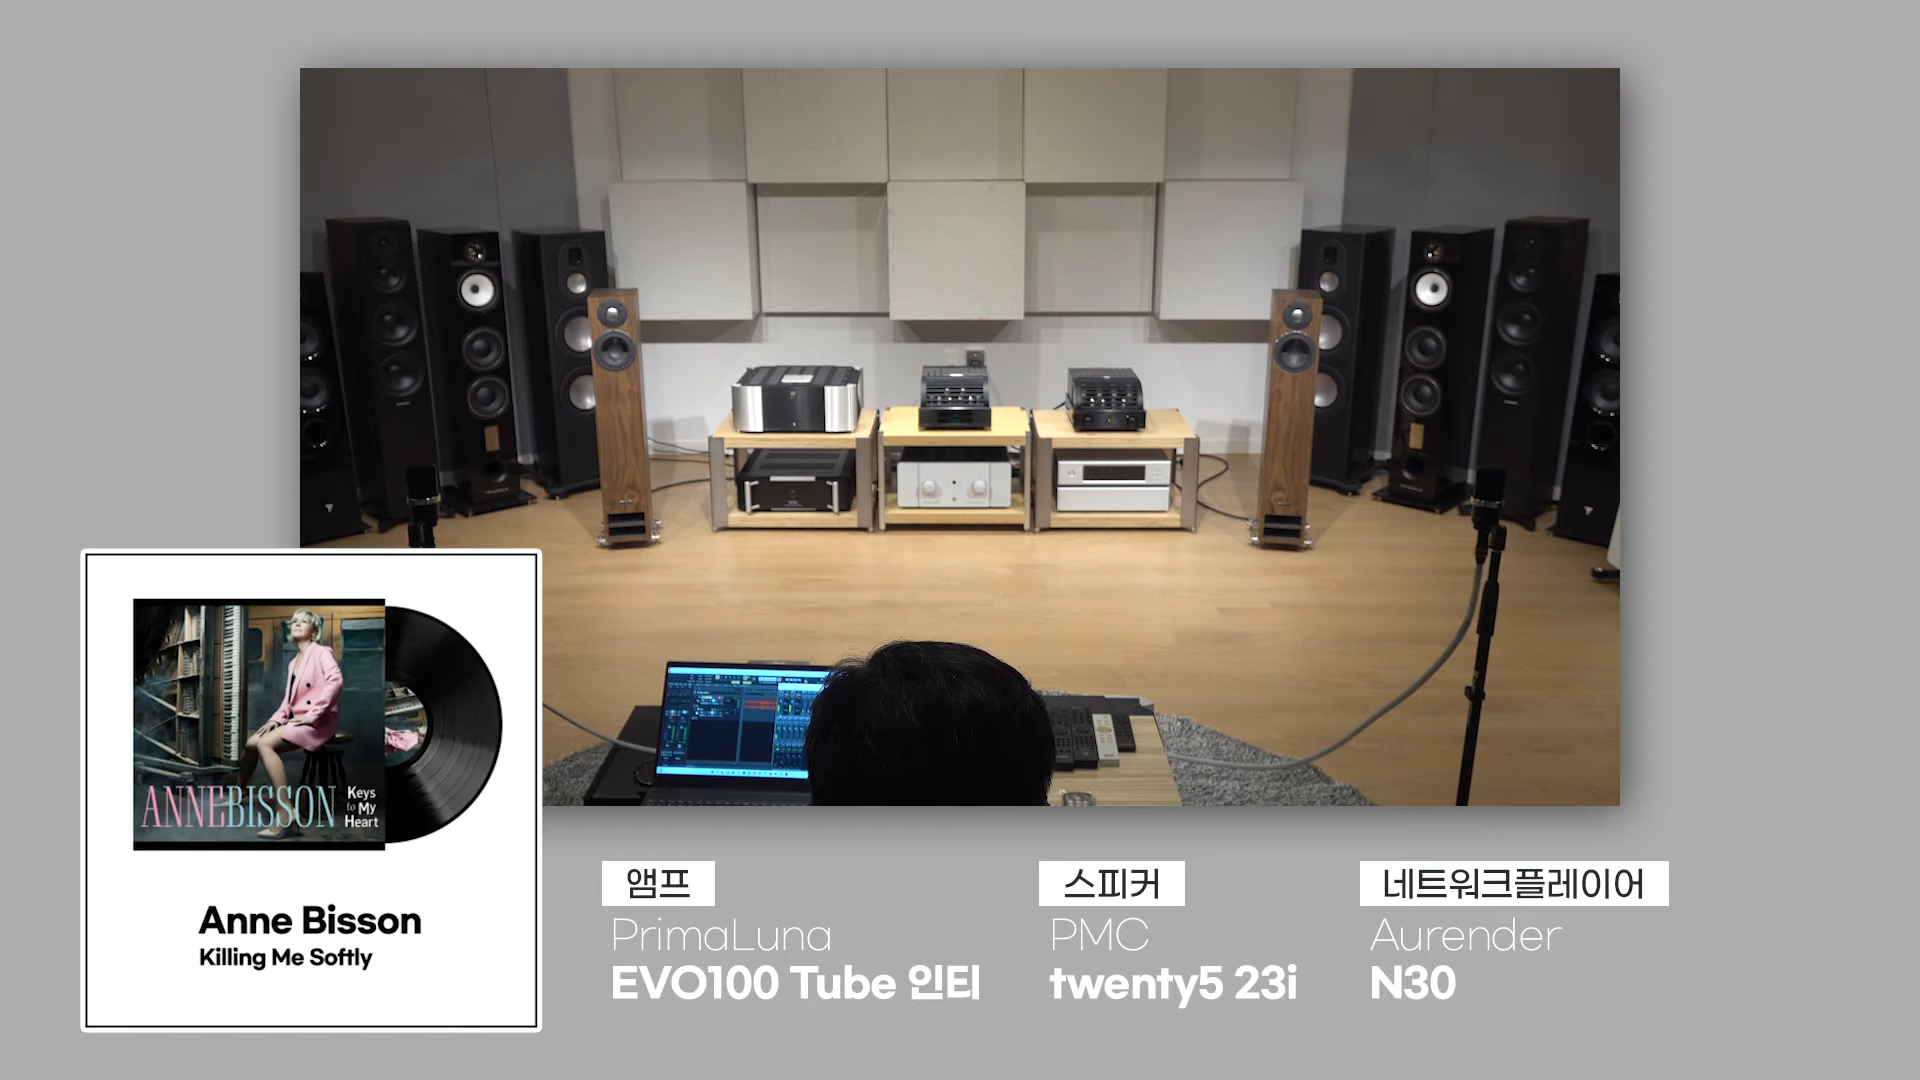 ANNEBISSON
Keys
to My
Heart
Anne Bisson
Killing Me Softly
앰프
PrimaLuna
EVO100 Tube 인티
스피커
PMC
twenty5 23i
네트워크플레이어
Aurender
N30